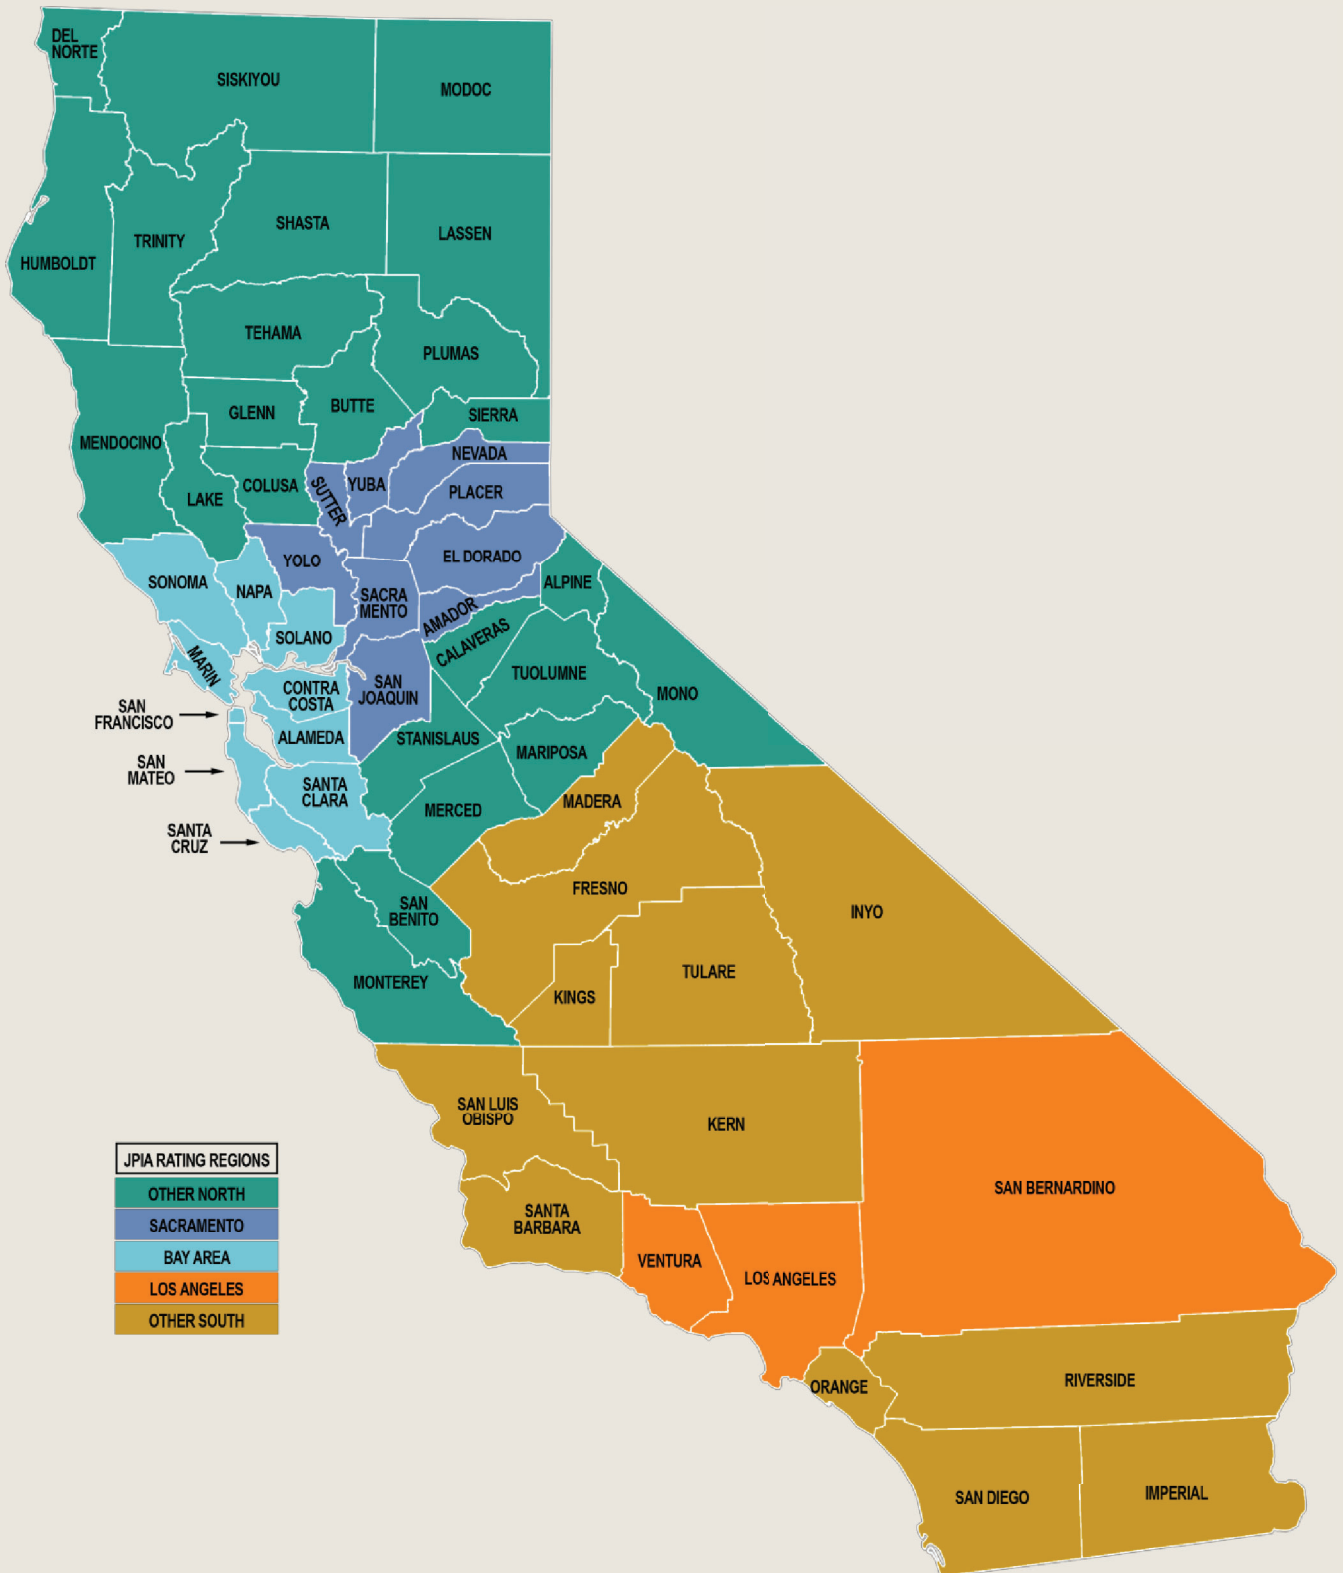 DEL
NORTE
SISKIYOU
MODOC
HUMBOLDT
TRINITY
SHASTA
LASSEN
TEHAMA
PLUMAS
MENDOCINO
GLENN
BUTTE
SIERRA
LAKE
COLUSA
SUTTER
YUBA
NEVADA
PLACER
SONOMA
NAPA
YOLO
EL DORADO
SACRA
MENTO
AMADOR
ALPINE
SOLANO
MARIN
CALAVERAS
TUOLUMNE
MONO
CONTRA
COSTA
SAN
JOAQUIN
SAN
FRANCISCO
ALAMEDA
STANISLAUS
MARIPOSA
SAN
MATEO
SANTA
CLARA
MERCED
MADERA
SANTA
CRUZ
FRESNO
SAN
BENITO
INYO
MONTEREY
KINGS
TULARE
SAN LUIS
OBISPO
KERN
SAN BERNARDINO
SANTA
BARBARA
VENTURA
LOS ANGELES
ORANGE
RIVERSIDE
SAN DIEGO
IMPERIAL
JPIA RATING REGIONS
OTHER NORTH
SACRAMENTO
BAY AREA
LOS ANGELES
OTHER SOUTH